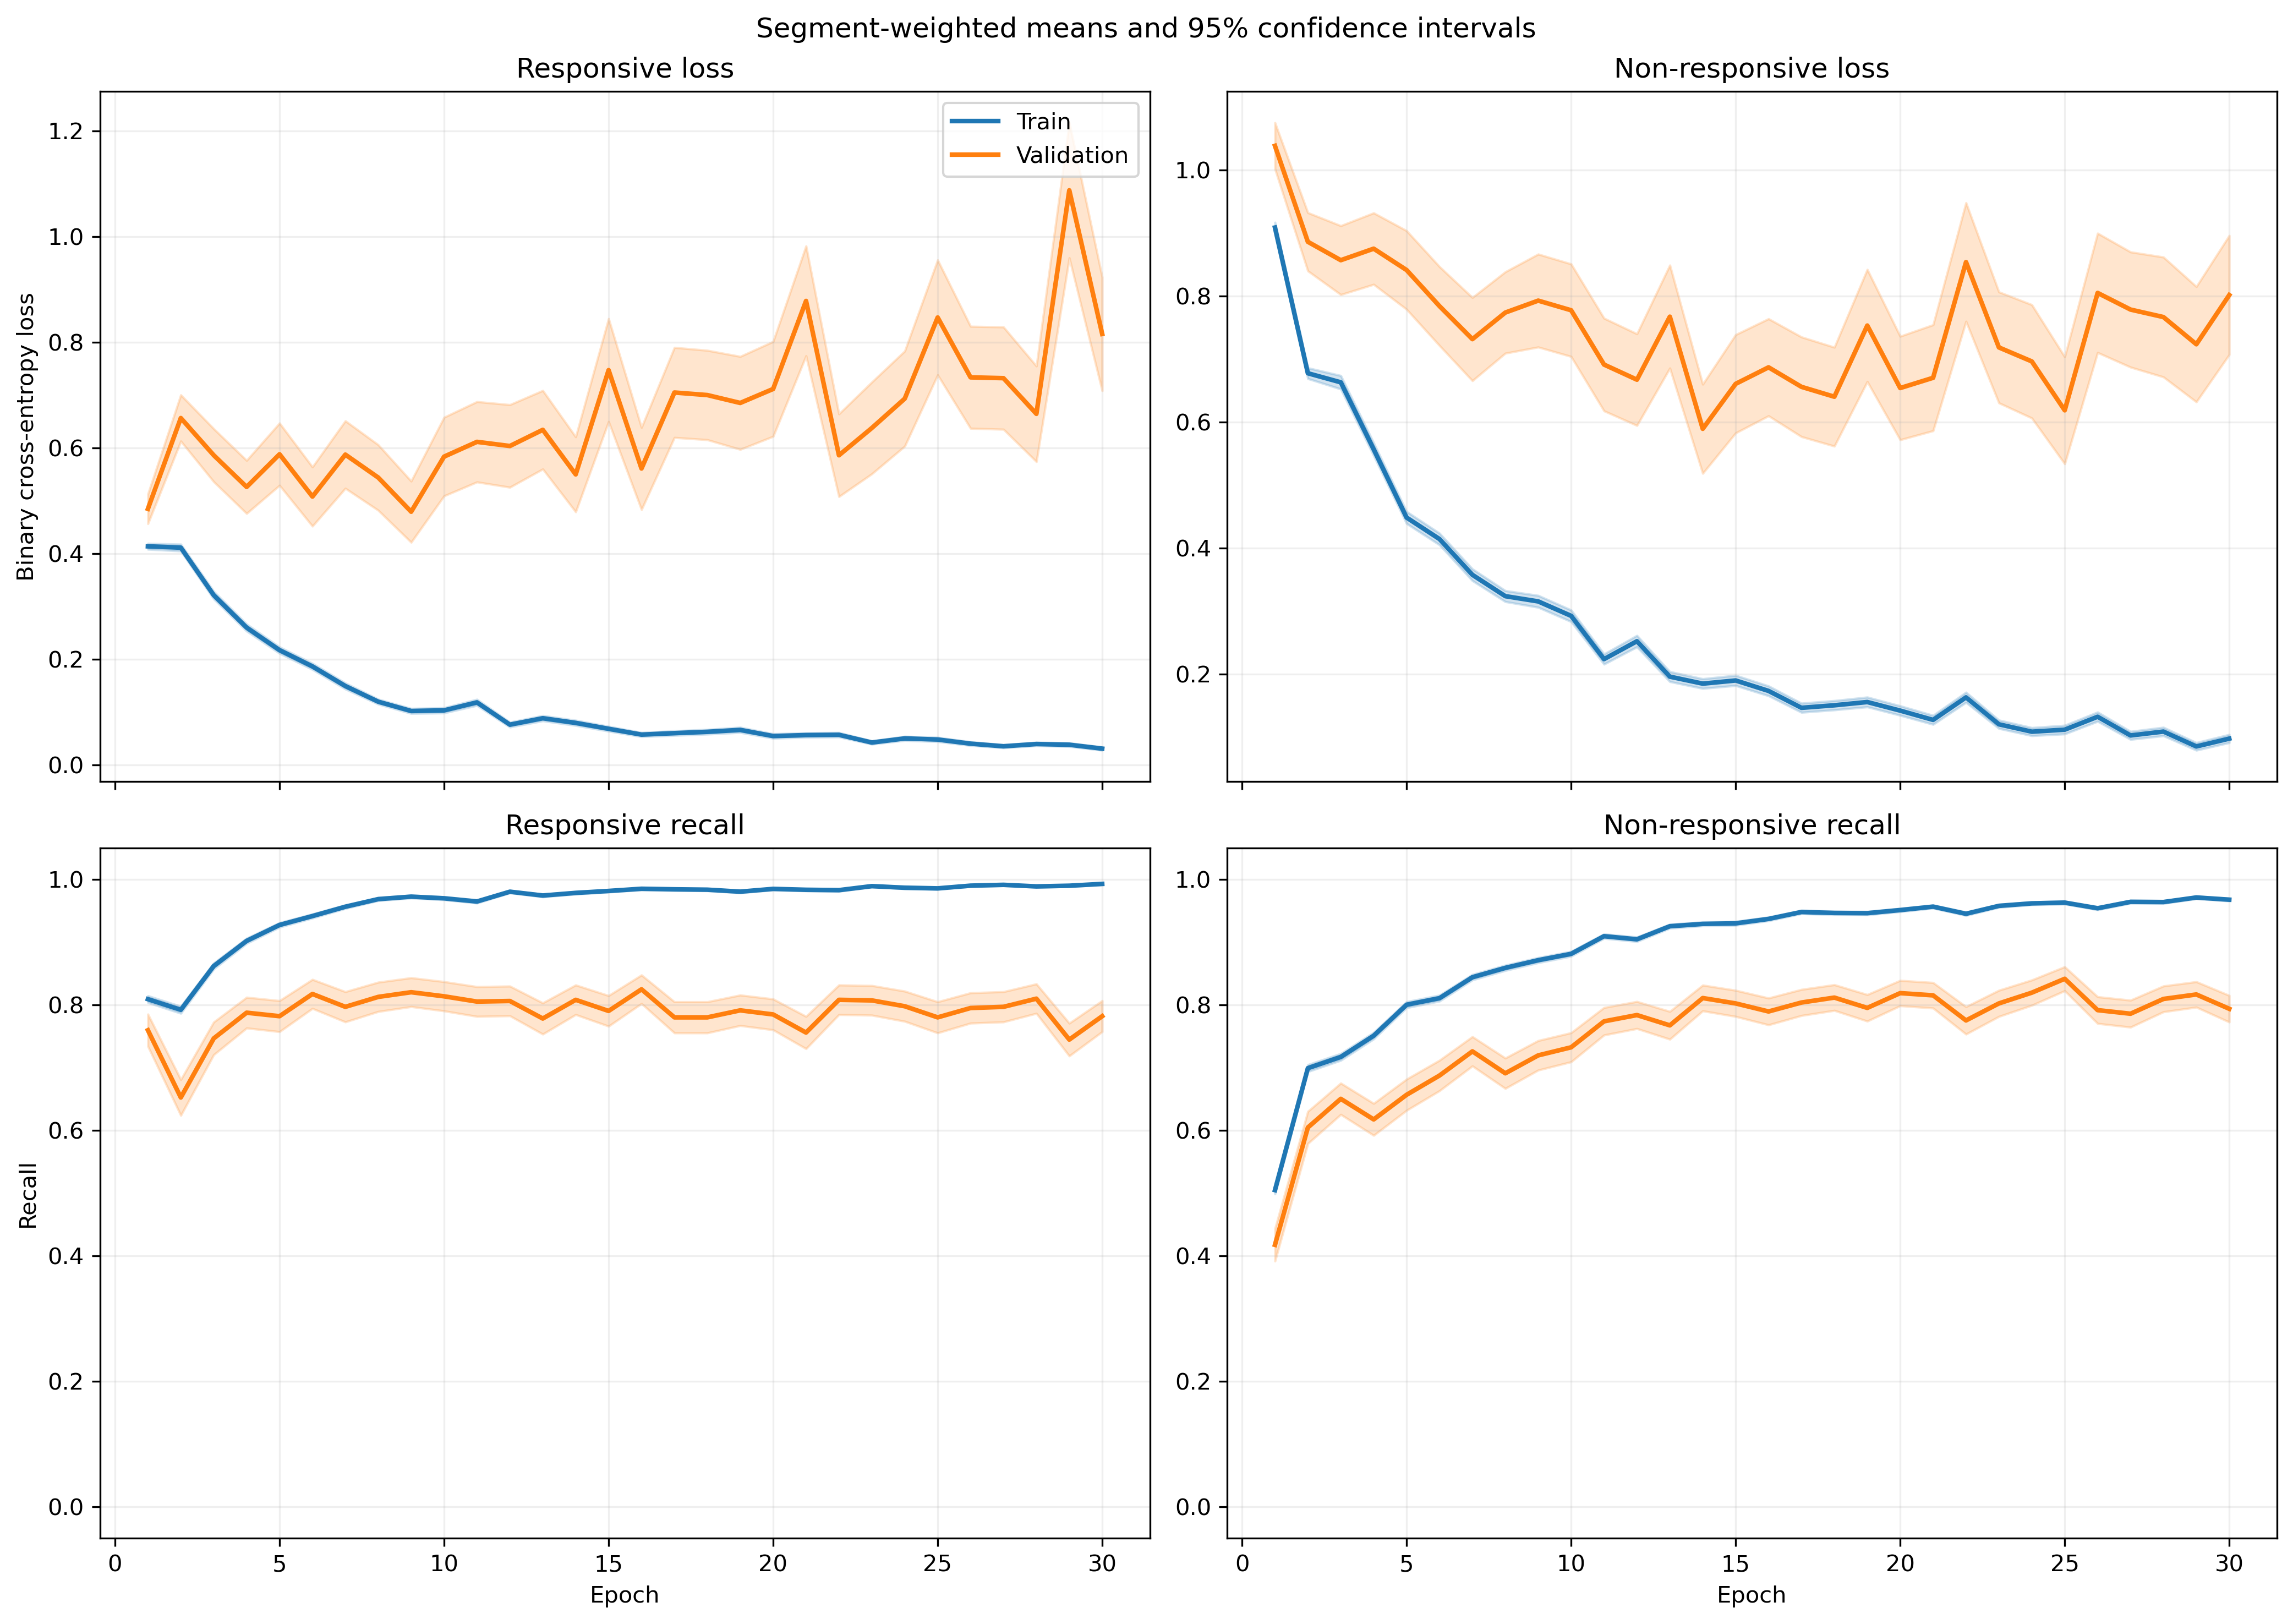 Segment-weighted means and 95% confidence intervals
Responsive loss
Non-responsive loss
Train
Validation
Binary cross-entropy loss
1.2
1.0
0.8
0.6
0.4
0.2
0.0
1.0
0.8
0.6
0.4
0.2
Responsive recall
Non-responsive recall
Recall
1.0
0.8
0.6
0.4
0.2
0.0
0 5 10 15 20 25 30
Epoch
1.0
0.8
0.6
0.4
0.2
0.0
0 5 10 15 20 25 30
Epoch